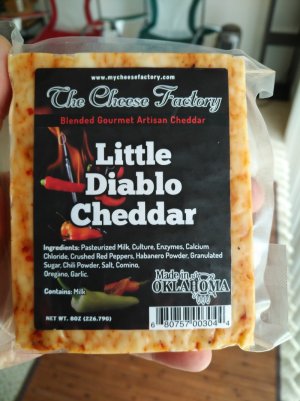 www.mycheesefactory.com
The Cheese Factory
Blended Gourmet Artisan Cheddar
Little
Diablo
Cheddar
Ingredients: Pasteurized Milk, Culture, Enzymes, Calcium
Chloride, Crushed Red Peppers, Habanero Powder, Granulated
Sugar, Chili Powder, Salt, Comino,
Oregano, Garlic.
Contains: Milk
Made in
OKLAHOMA
NET WT. 8OZ (226.79G)
6 80757 00304 4